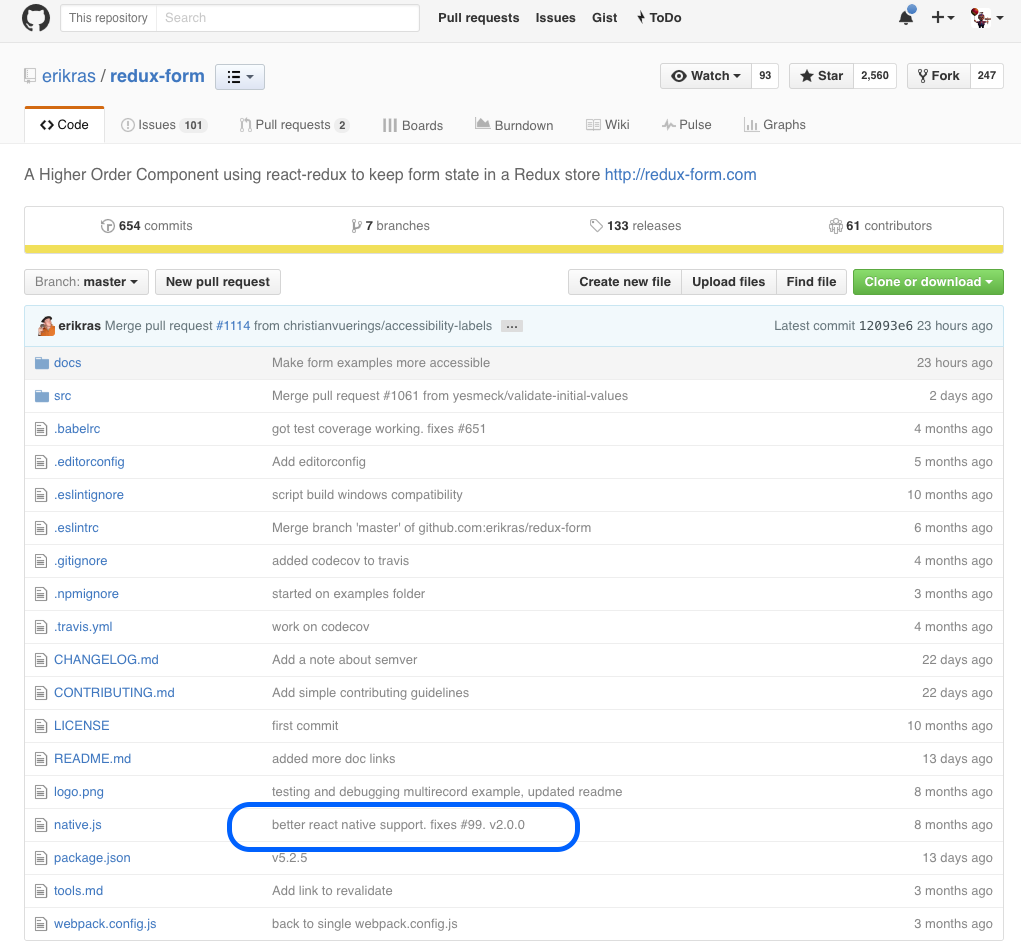 This repository Search Pull requests Issues Gist ToDo
erikras / redux-form Watch 93 Star 2,560 Fork 247
Code Issues 101 Pull requests 2 Boards Burndown Wiki Pulse Graphs
A Higher Order Component using react-redux to keep form state in a Redux store http://redux-form.com
654 commits 7 branches 133 releases 61 contributors
Branch: master New pull request Create new file Upload files Find file Clone or download
erikras Merge pull request #1114 from christianvuerings/accessibility-labels … Latest commit 12093e6 23 hours ago
docs Make form examples more accessible 23 hours ago
src Merge pull request #1061 from yesmeck/validate-initial-values 2 days ago
.babelrc got test coverage working. fixes #651 4 months ago
.editorconfig Add editorconfig 5 months ago
.eslintignore script build windows compatibility 10 months ago
.eslintrc Merge branch 'master' of github.com:erikras/redux-form 6 months ago
.gitignore added codecov to travis 4 months ago
.npmignore started on examples folder 3 months ago
.travis.yml work on codecov 4 months ago
CHANGELOG.md Add a note about semver 22 days ago
CONTRIBUTING.md Add simple contributing guidelines 22 days ago
LICENSE first commit 10 months ago
README.md added more doc links 13 days ago
logo.png testing and debugging multirecord example, updated readme 8 months ago
native.js better react native support. fixes #99. v2.0.0 8 months ago
package.json v5.2.5 13 days ago
tools.md Add link to revalidate 3 months ago
webpack.config.js back to single webpack.config.js 3 months ago